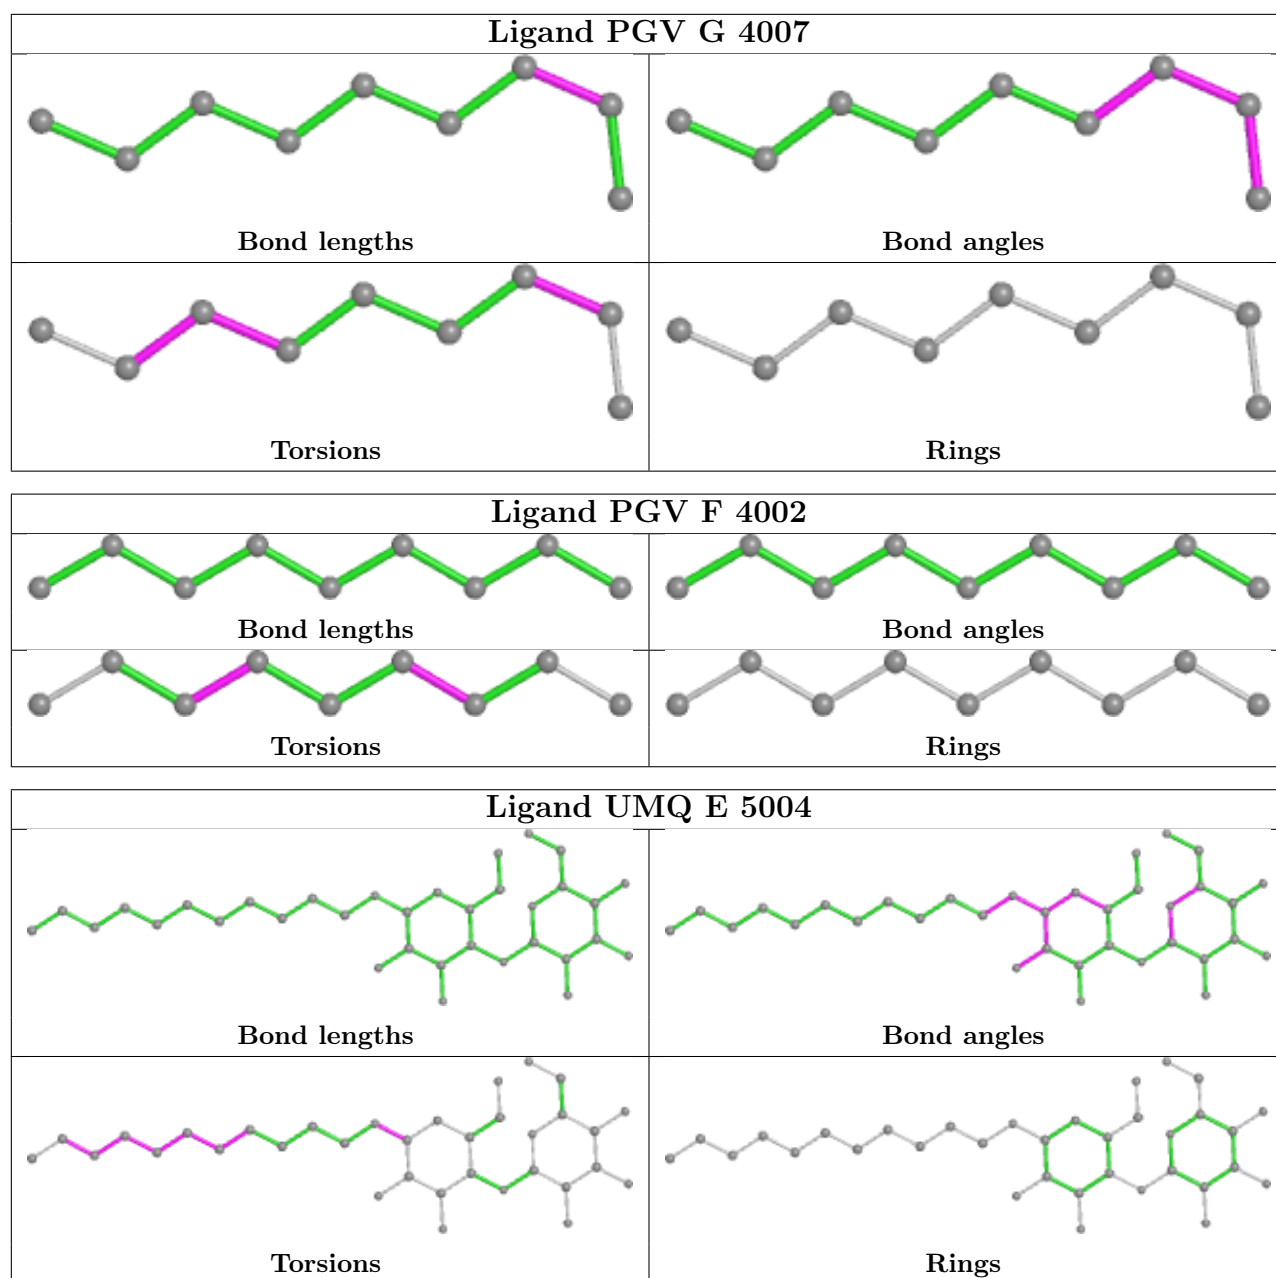 Ligand PGV G 4007
Bond lengths
Bond angles
Torsions
Rings
Ligand PGV F 4002
Bond lengths
Bond angles
Torsions
Rings
Ligand UMQ E 5004
Bond lengths
Bond angles
Torsions
Rings